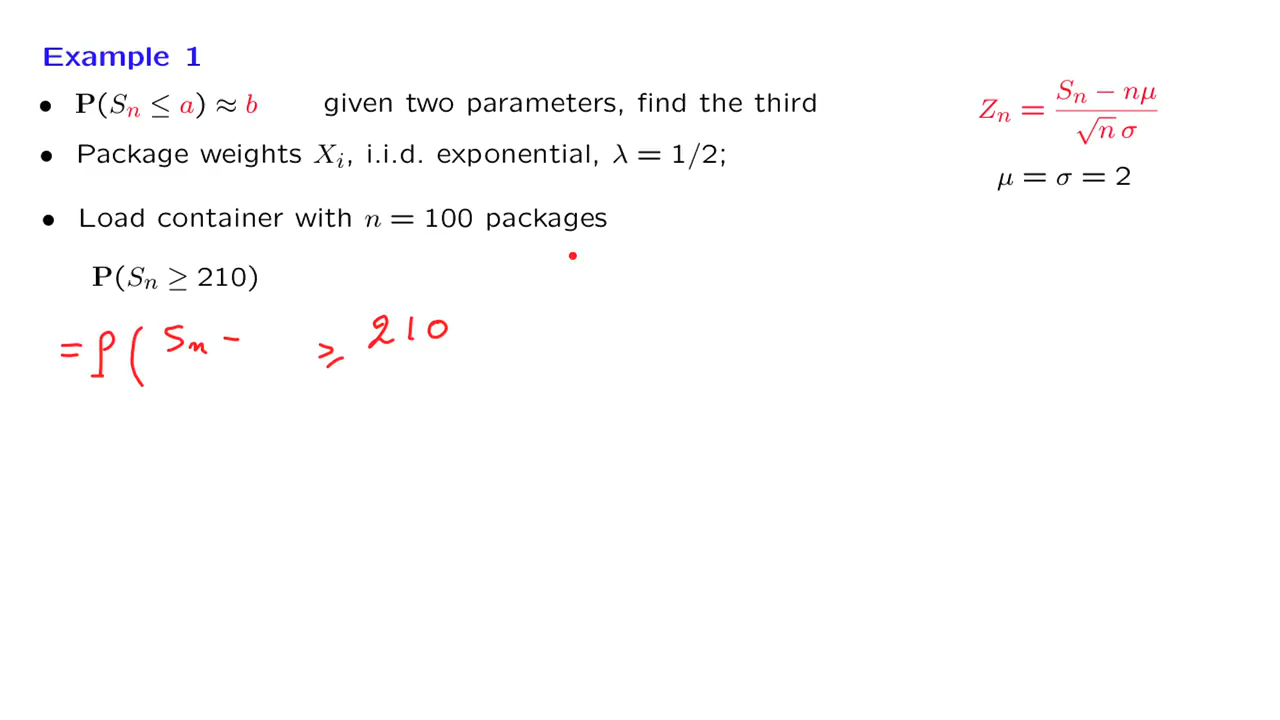 Example 1
• P(Sₙ ≤ a) ≈ b given two parameters, find the third
• Package weights Xᵢ, i.i.d. exponential, λ = 1/2;
• Load container with n = 100 packages
P(Sₙ ≥ 210)
= P( Sₙ - ≥ 210
Zₙ = (Sₙ − nμ) / (√n σ)
μ = σ = 2